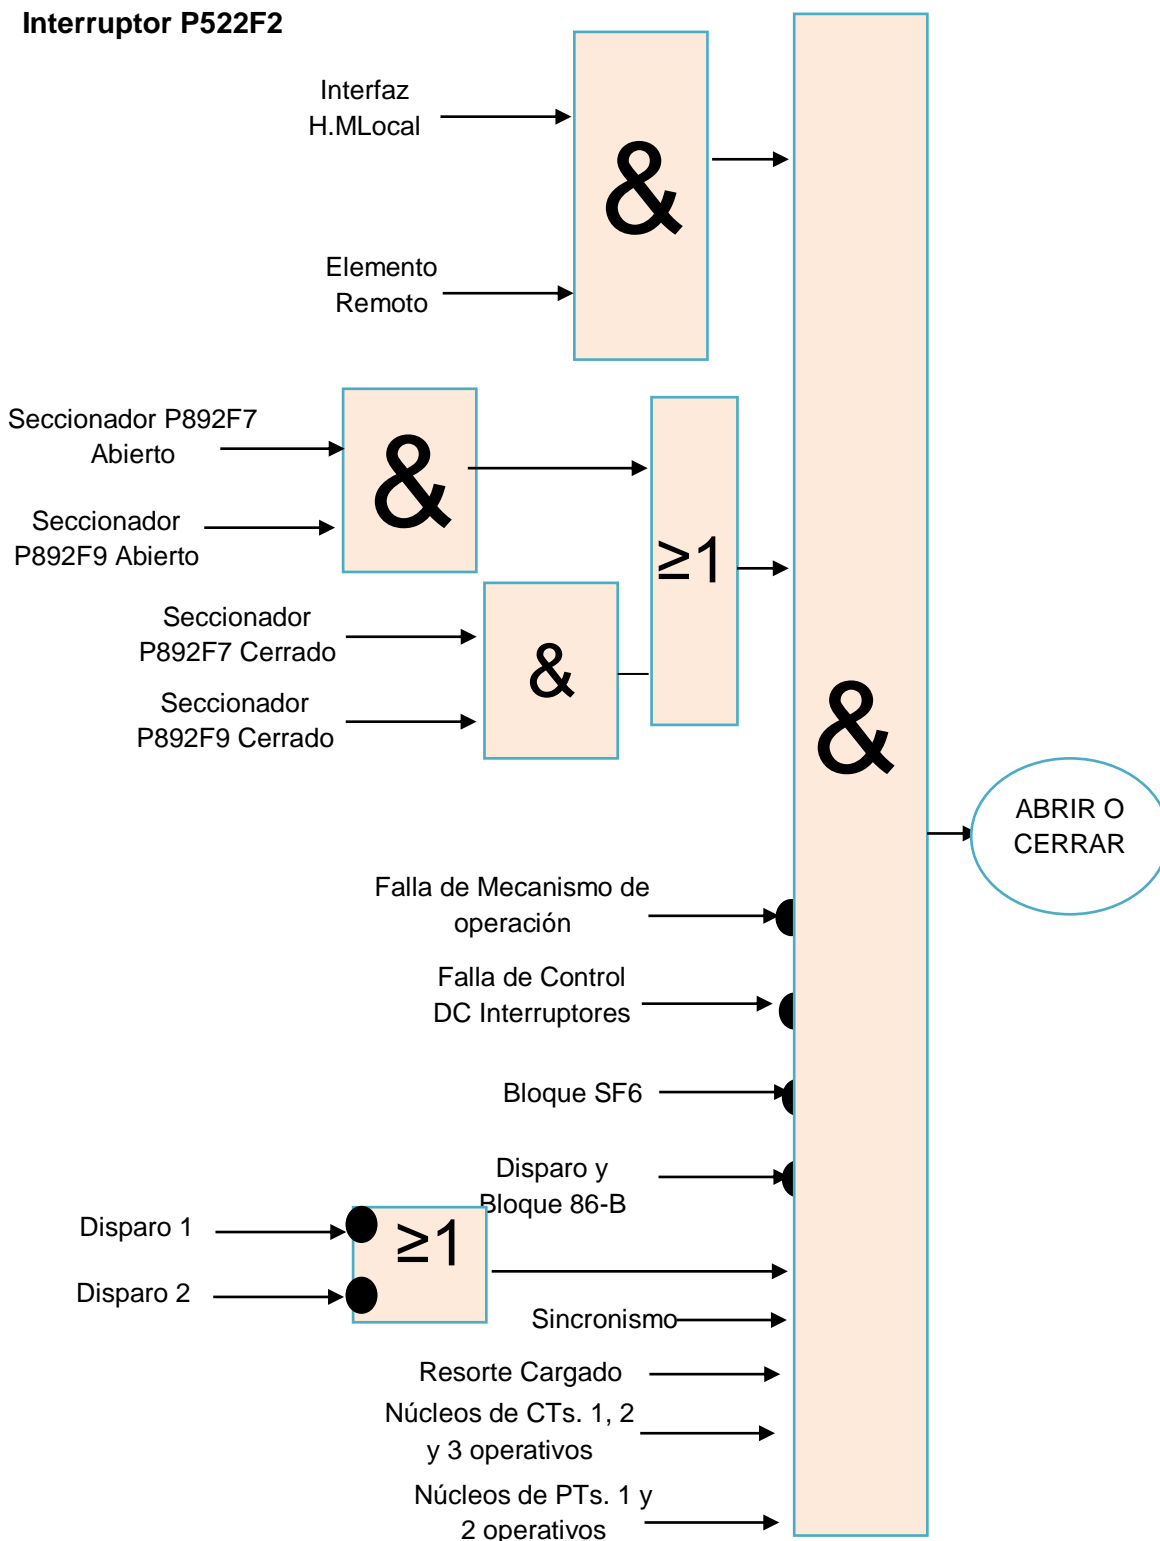 Interruptor P522F2
Interfaz
H.MLocal
&
Elemento
Remoto
Seccionador P892F7
Abierto
&
Seccionador
P892F9 Abierto
≥1
Seccionador
P892F7 Cerrado
&
Seccionador
P892F9 Cerrado
&
ABRIR O
CERRAR
Falla de Mecanismo de
operación
Falla de Control
DC Interruptores
Bloque SF6
Disparo y
Bloque 86-B
Disparo 1
≥1
Disparo 2
Sincronismo
Resorte Cargado
Núcleos de CTs. 1, 2
y 3 operativos
Núcleos de PTs. 1 y
2 operativos